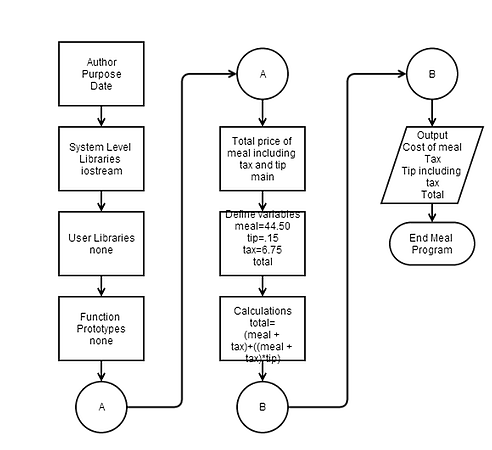 Author
Purpose
Date
System Level
Libraries
iostream
User Libraries
none
Function
Prototypes
none
A
A
Total price of
meal including
tax and tip
main
Define variables
meal=44.50
tip=.15
tax=6.75
total
Calculations
total=
(meal +
tax)+((meal +
tax)*tip)
B
B
Output
Cost of meal
Tax
Tip including
tax
Total
End Meal
Program